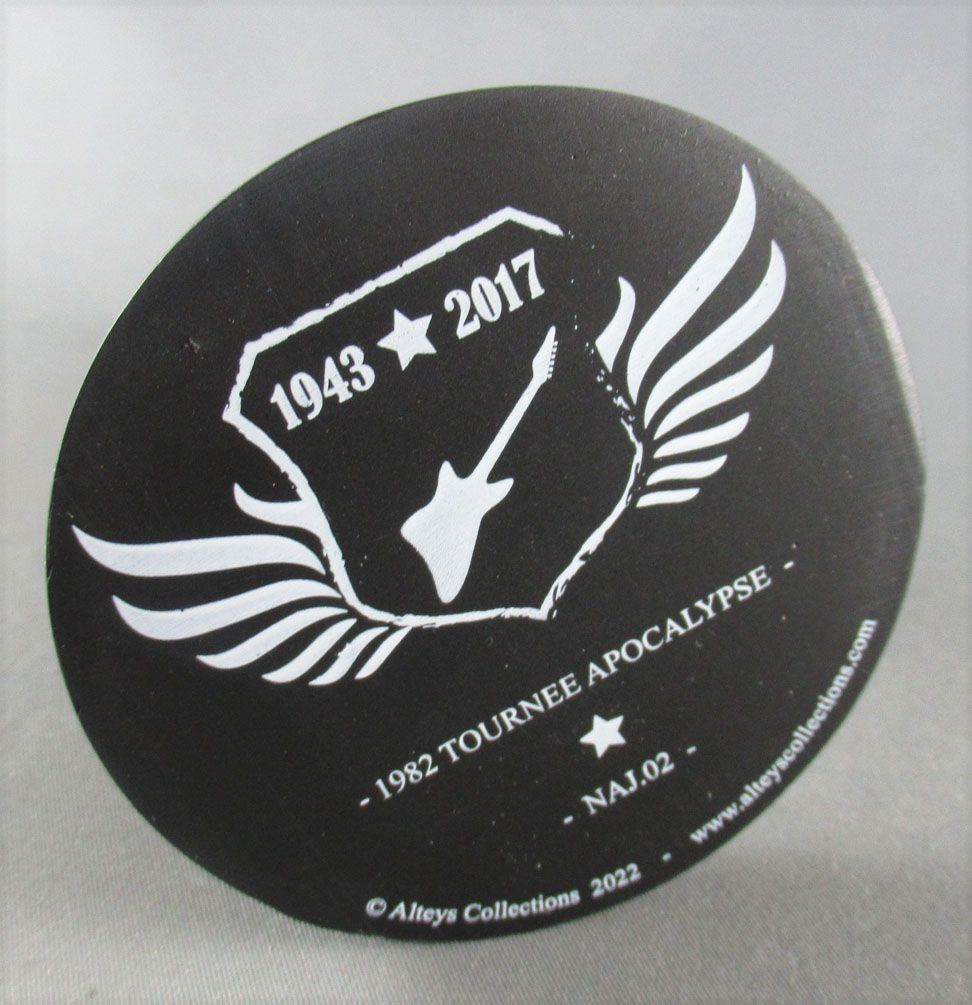 1943 ★ 2017
- 1982 TOURNEE APOCALYPSE -
★
- NAJ.02 -
© Alteys Collections 2022 - www.alteyscollections.com